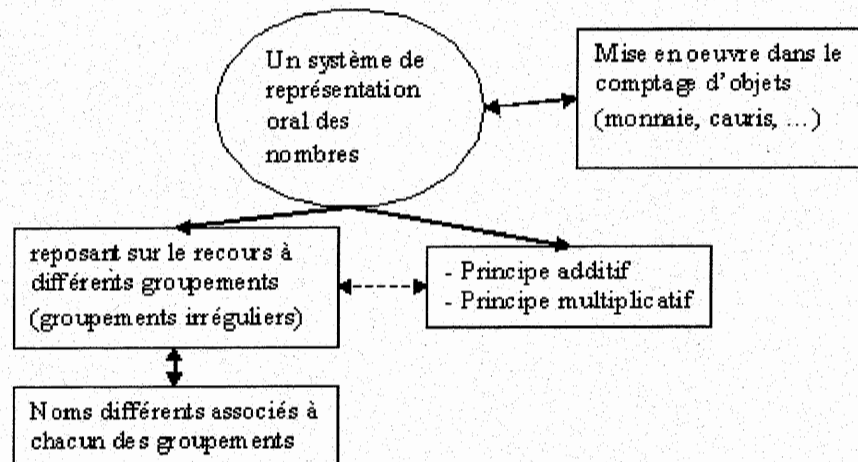 Un système de
représentation
oral des
nombres
Mise en oeuvre dans le
comptage d'objets
(monnaie, cauris, ...)
reposant sur le recours à
différents groupements
(groupements irréguliers)
- Principe additif
- Principe multiplicatif
Noms différents associés à
chacun des groupements